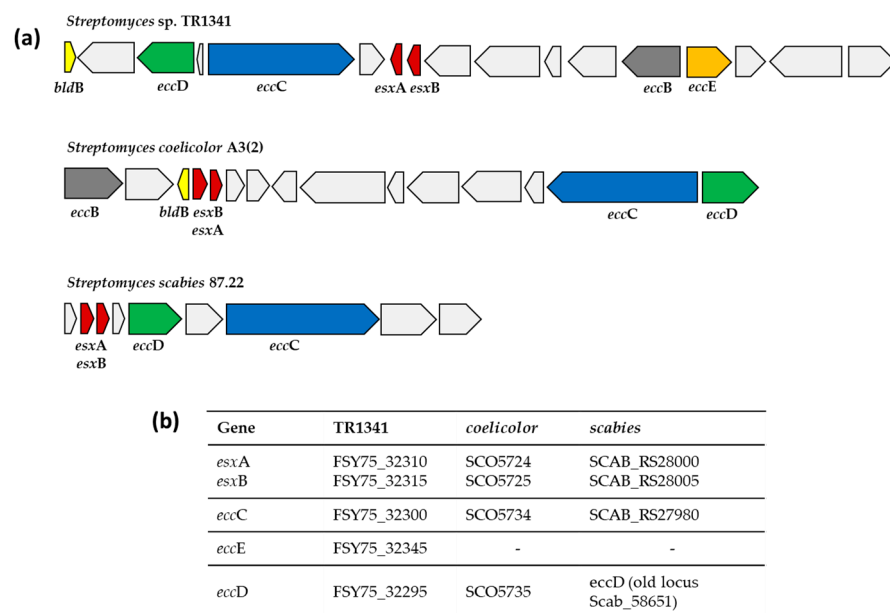 Streptomyces sp. TR1341
(a)
bldB eccD eccC esxA esxB eccB eccE
Streptomyces coelicolor A3(2)
eccB bldB esxB eccC eccD
esxA
Streptomyces scabies 87.22
esxA eccD eccC
esxB
(b)
Gene TR1341 coelicolor scabies
esxA FSY75_32310 SCO5724 SCAB_RS28000
esxB FSY75_32315 SCO5725 SCAB_RS28005
eccC FSY75_32300 SCO5734 SCAB_RS27980
eccE FSY75_32345 - -
eccD FSY75_32295 SCO5735 eccD (old locus
Scab_58651)